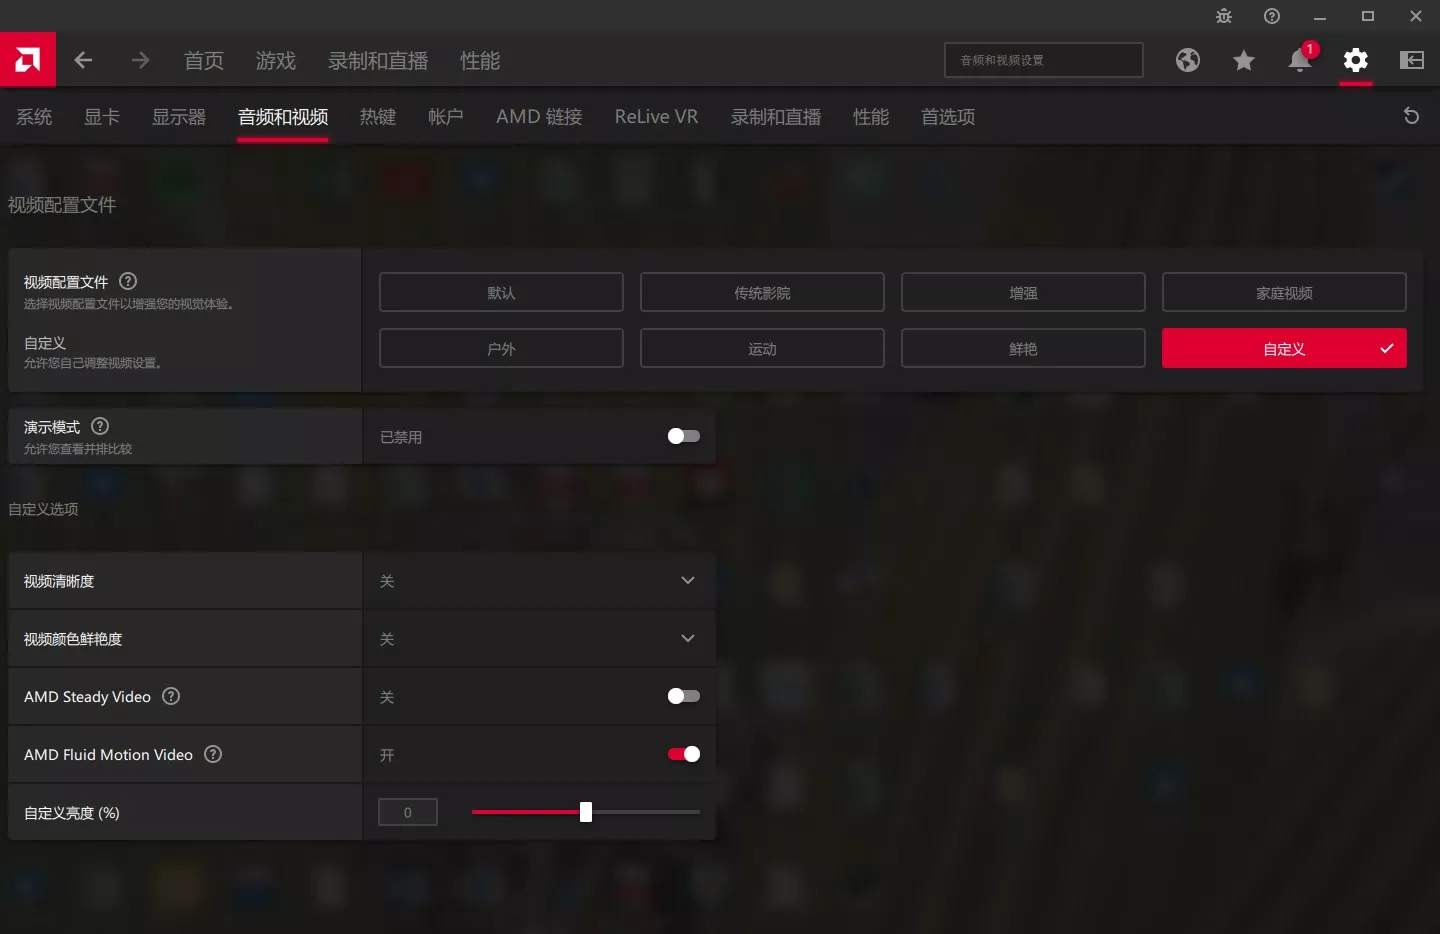 1
首页 游戏 录制和直播 性能 音频和视频设置
系统 显卡 显示器 音频和视频 热键 帐户 AMD 链接 ReLive VR 录制和直播 性能 首选项
视频配置文件
视频配置文件 ?
选择视频配置文件以增强您的视觉体验。
自定义
允许您自己调整视频设置。
默认 传统影院 增强 家庭视频
户外 运动 鲜艳 自定义
演示模式 ?
允许您查看并排比较
已禁用
自定义选项
视频清晰度 关
视频颜色鲜艳度 关
AMD Steady Video ? 关
AMD Fluid Motion Video ? 开
自定义亮度 (%) 0